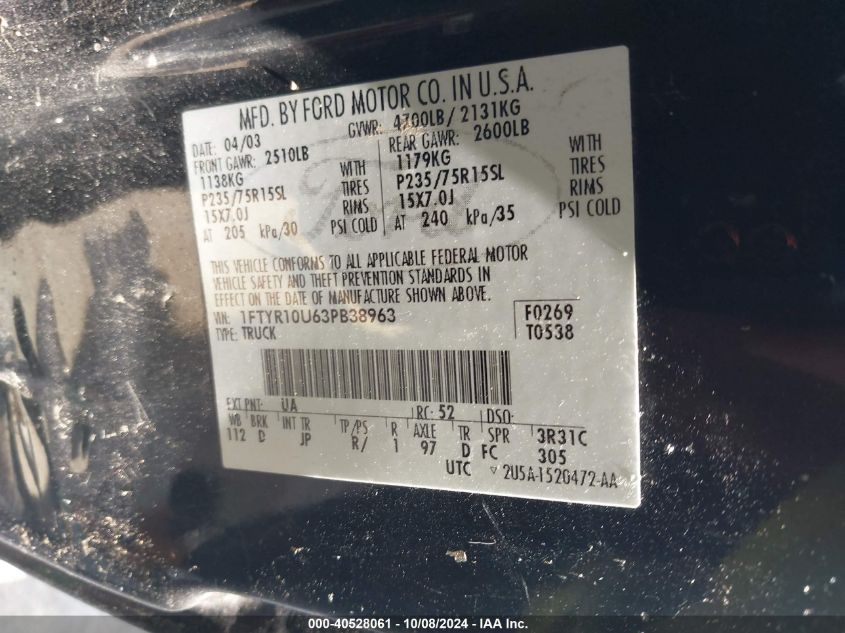 MFD. BY FORD MOTOR CO. IN U.S.A.
DATE: 04/03 GVWR: 4700LB/ 2131KG
FRONT GAWR: 2510LB REAR GAWR: 2600LB
1138KG WITH 1179KG WITH
P235/75R15SL TIRES P235/75R15SL TIRES
15X7.0J RIMS 15X7.0J RIMS
AT 205 kPa/30 PSI COLD AT 240 kPa/35 PSI COLD
THIS VEHICLE CONFORMS TO ALL APPLICABLE FEDERAL MOTOR
VEHICLE SAFETY AND THEFT PREVENTION STANDARDS IN
EFFECT ON THE DATE OF MANUFACTURE SHOWN ABOVE.
VIN: 1FTYR10U63PB38963 F0269
TYPE: TRUCK T0538
EXT PNT: UA RC: 52 DSO:
WB BRK INT TR TP/PS R AXLE TR SPR 3R31C
112 D JP R/ 1 97 D FC 305
UTC ▽ 2U5A-1520472-AA
Ford
000-40528061 - 10/08/2024 - IAA Inc.